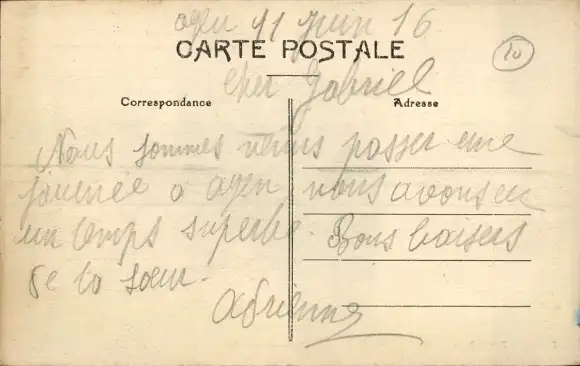 agen 11 Juin 16
CARTE POSTALE
10
cher Gabriel
Correspondance
Adresse
Nous sommes venus passer une
journée a agen nous avons eu
un temps superbe. Bons baisers
de ta sœur.
adrienne